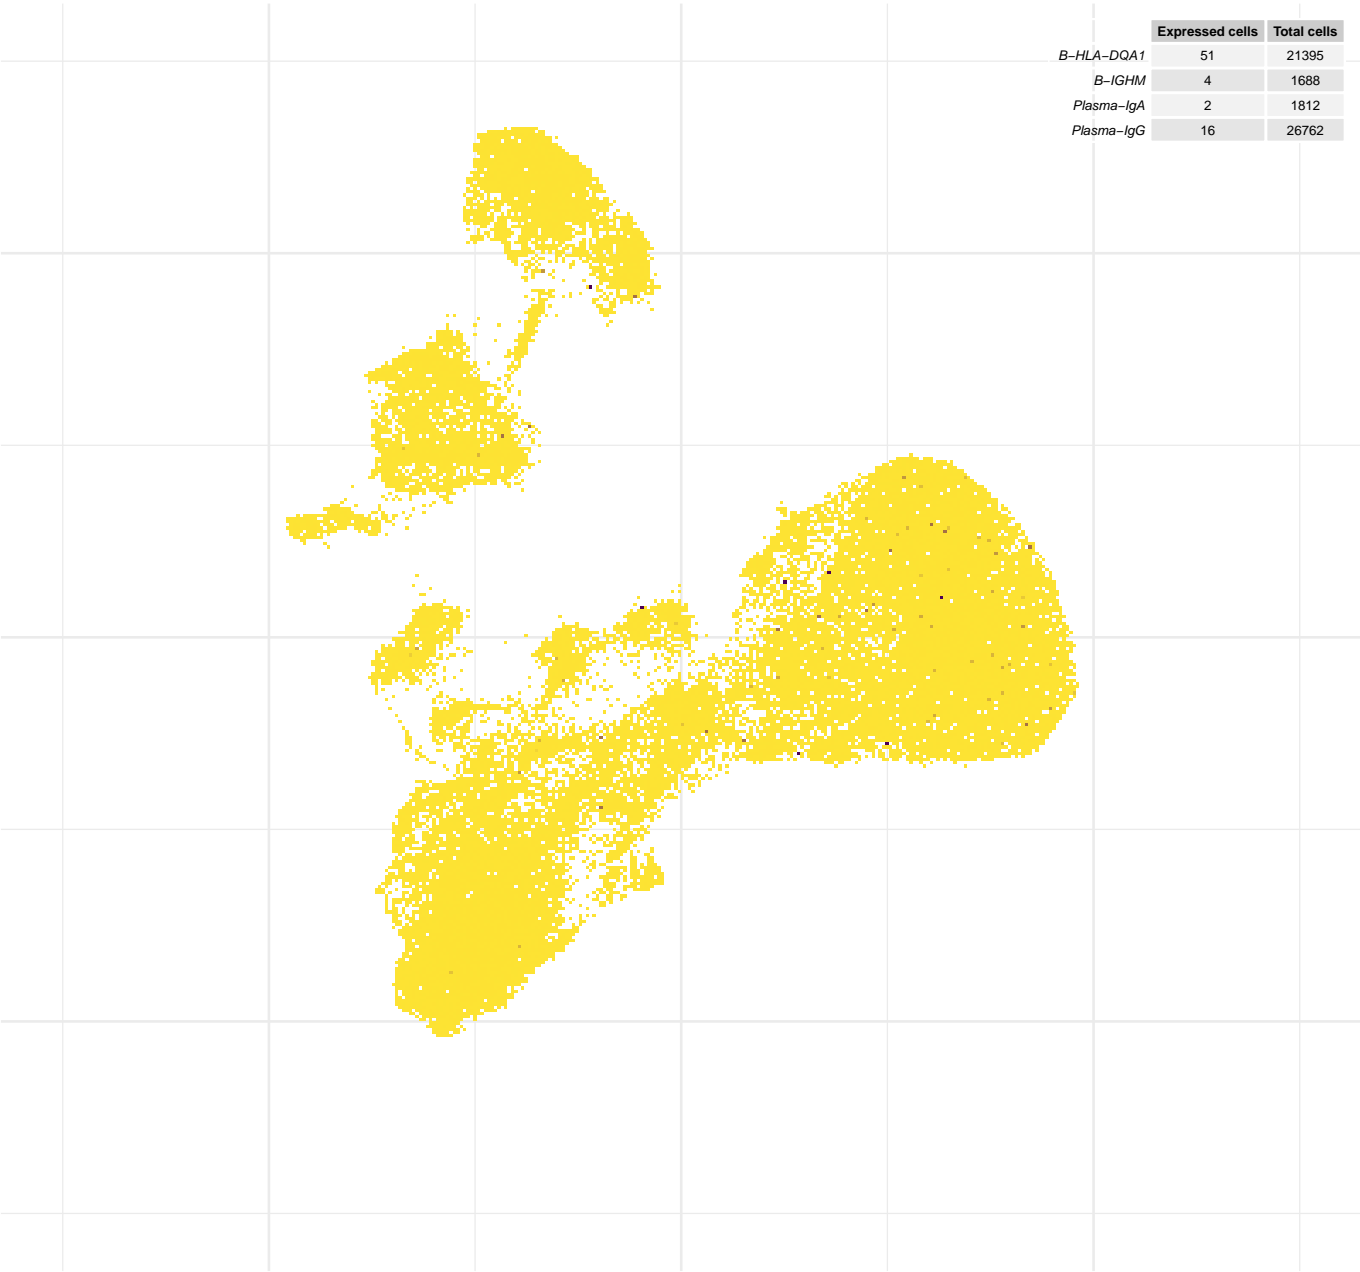 Expressed cells Total cells
B−HLA−DQA1 51 21395
B−IGHM 4 1688
Plasma−IgA 2 1812
Plasma−IgG 16 26762